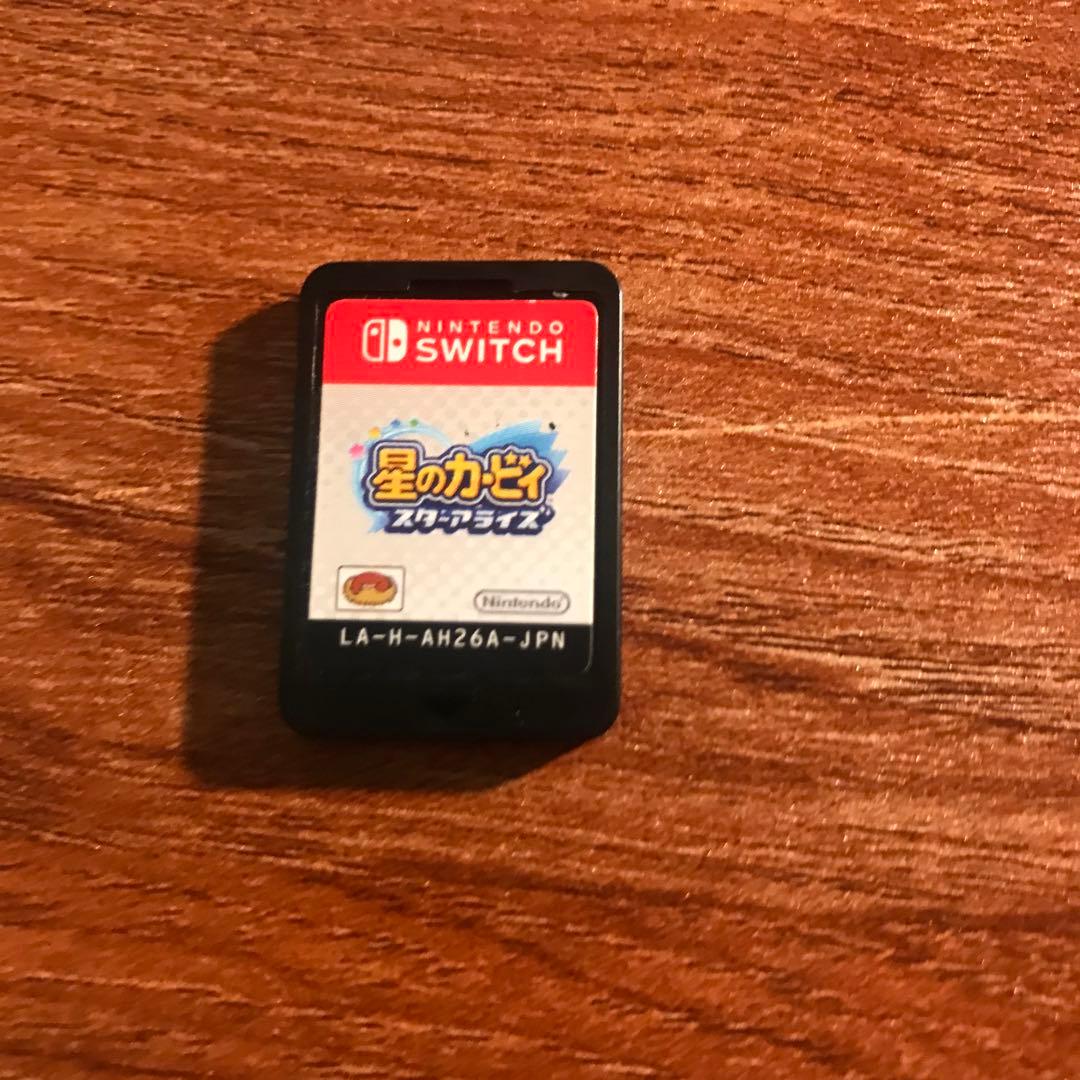 NINTENDO
SWITCH
星のカービィ
スターアライズ
Nintendo
LA-H-AH26A-JPN